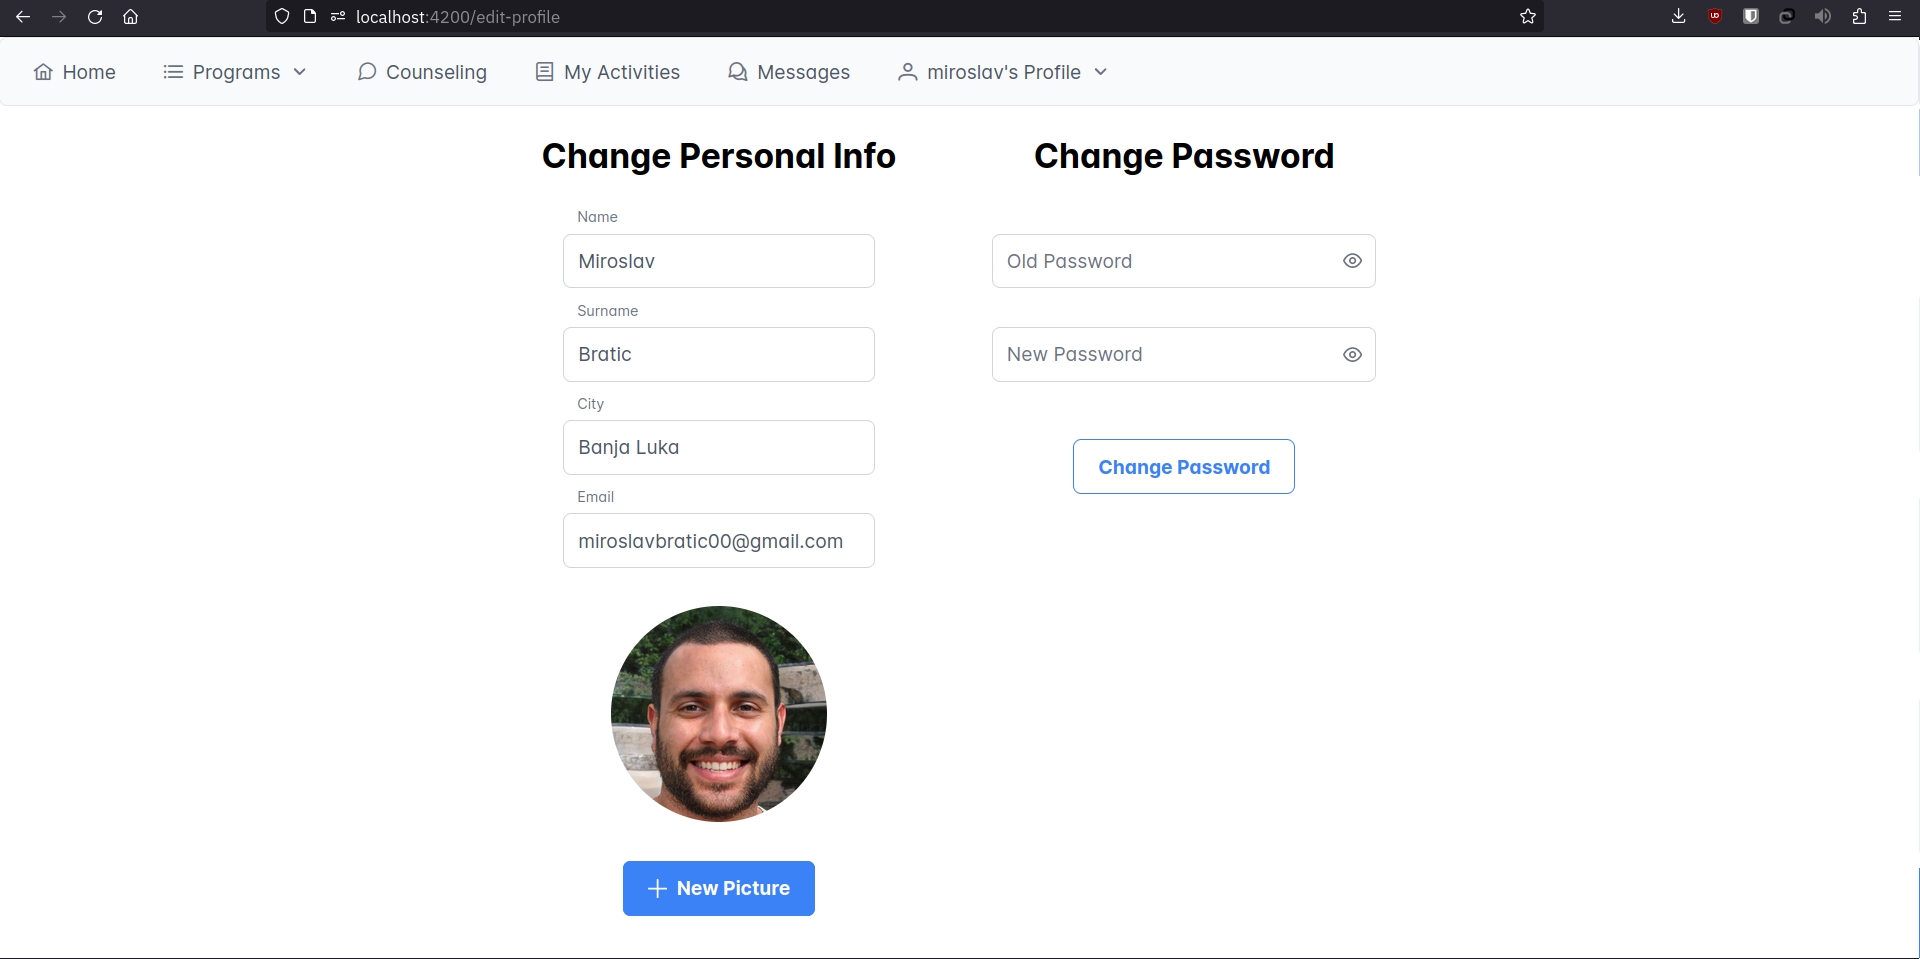 localhost:4200/edit-profile
Home
Programs
Counseling
My Activities
Messages
miroslav's Profile
Change Personal Info
Name
Miroslav
Surname
Bratic
City
Banja Luka
Email
miroslavbratic00@gmail.com
New Picture
Change Password
Old Password
New Password
Change Password